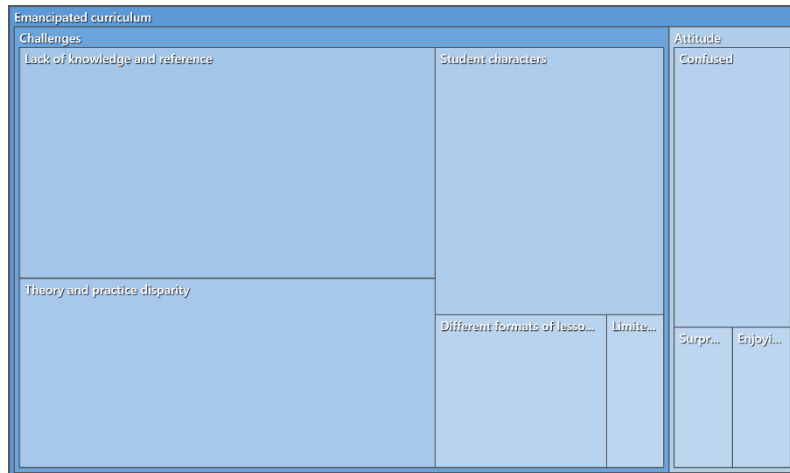 Emancipated curriculum
Challenges
Attitude
Lack of knowledge and reference
Student characters
Confused
Theory and practice disparity
Different formats of lesso...
Limite...
Surpr...
Enjoyi...